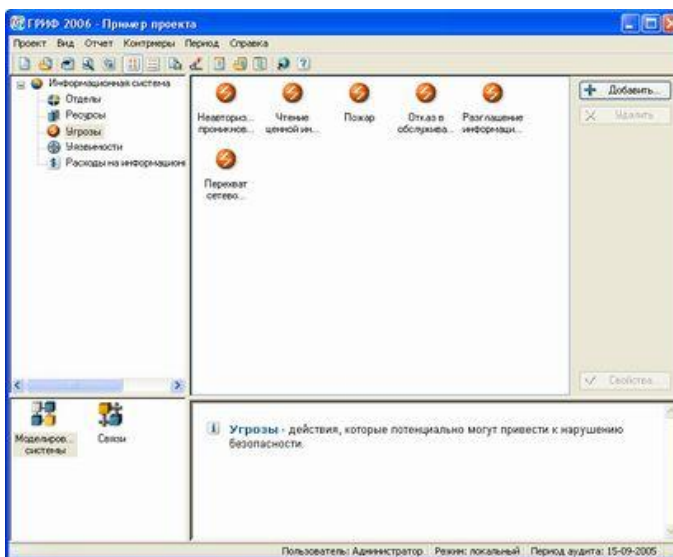 ГРИФ 2006 - Пример проекта
Проект Вид Отчет Контрмеры Период Справка
Информационная система
Отделы
Ресурсы
Угрозы
Уязвимости
Расходы на информацион
Неавториз... Чтение Пожар Отказ в Разглашение
проникнов... ценной ин... обслужива... информаци...
Перехват
сетево...
Добавить...
Удалить
Свойства...
Моделиров... Связи
системы
Угрозы - действия, которые потенциально могут привести к нарушению
безопасности.
Пользователь: Администратор Режим: локальный Период аудита: 15-09-2005